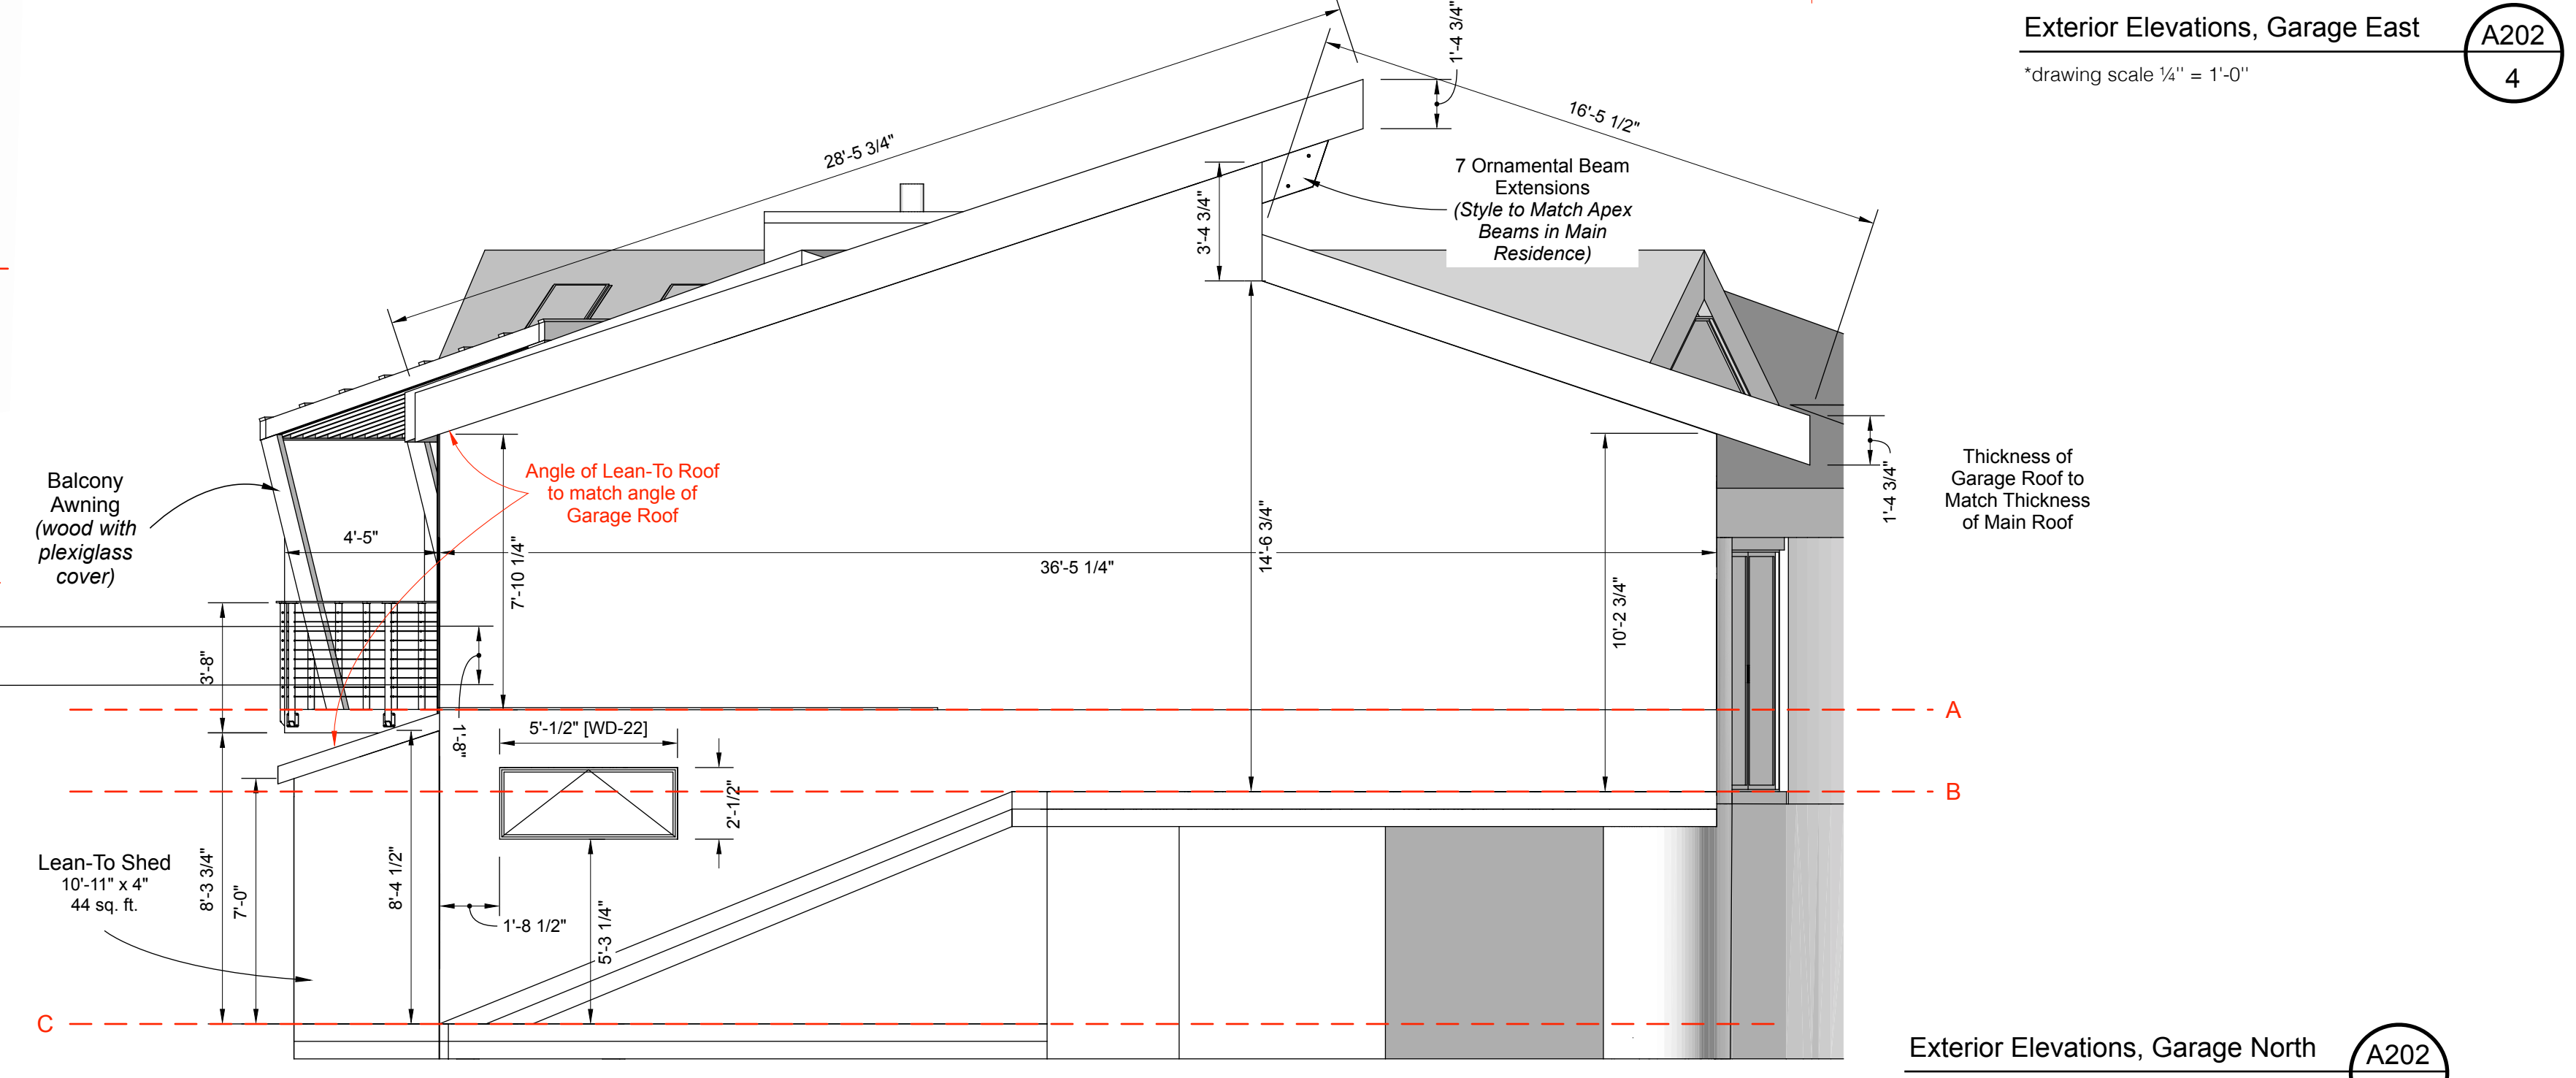 Exterior Elevations, Garage East
A202
4
*drawing scale ¼'' = 1'-0''
1'-4 3/4"
28'-5 3/4"
16'-5 1/2"
7 Ornamental Beam
Extensions
(Style to Match Apex
Beams in Main
Residence)
3'-4 3/4"
Balcony
Awning
(wood with
plexiglass
cover)
Angle of Lean-To Roof
to match angle of
Garage Roof
Thickness of
Garage Roof to
Match Thickness
of Main Roof
1'-4 3/4"
4'-5"
7'-10 1/4"
36'-5 1/4"
14'-6 3/4"
10'-2 3/4"
3'-8"
A
1'-8"
5'-1/2" [WD-22]
2'-1/2"
B
Lean-To Shed
10'-11" x 4"
44 sq. ft.
8'-3 3/4"
7'-0"
8'-4 1/2"
1'-8 1/2"
5'-3 1/4"
C
Exterior Elevations, Garage North
A202